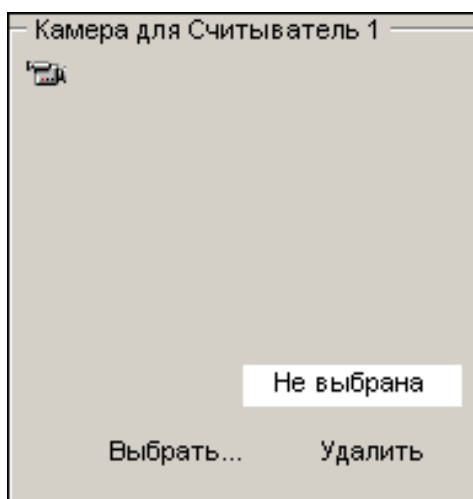 Камера для Считыватель 1
Не выбрана
Выбрать... Удалить